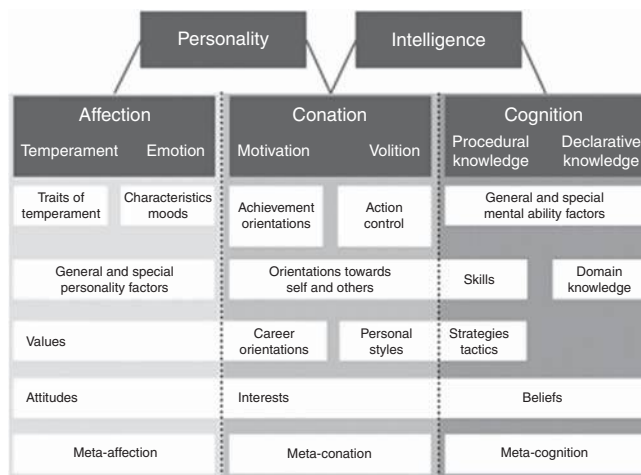 Personality
Intelligence
Affection
Conation
Cognition
Temperament
Emotion
Motivation
Volition
Procedural
knowledge
Declarative
knowledge
Traits of
temperament
Characteristics
moods
Achievement
orientations
Action
control
General and special
mental ability factors
General and special
personality factors
Orientations towards
self and others
Skills
Domain
knowledge
Values
Career
orientations
Personal
styles
Strategies
tactics
Attitudes
Interests
Beliefs
Meta-affection
Meta-conation
Meta-cognition